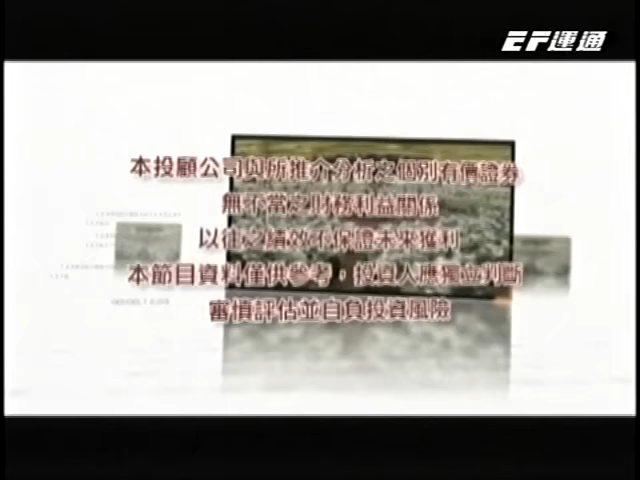 EF運通
本投顧公司與所推介分析之個別有價證券
無不當之財務利益關係
以往之績效不保證未來獲利
本節目資料僅供參考，投資人應獨立判斷
審慎評估並自負投資風險